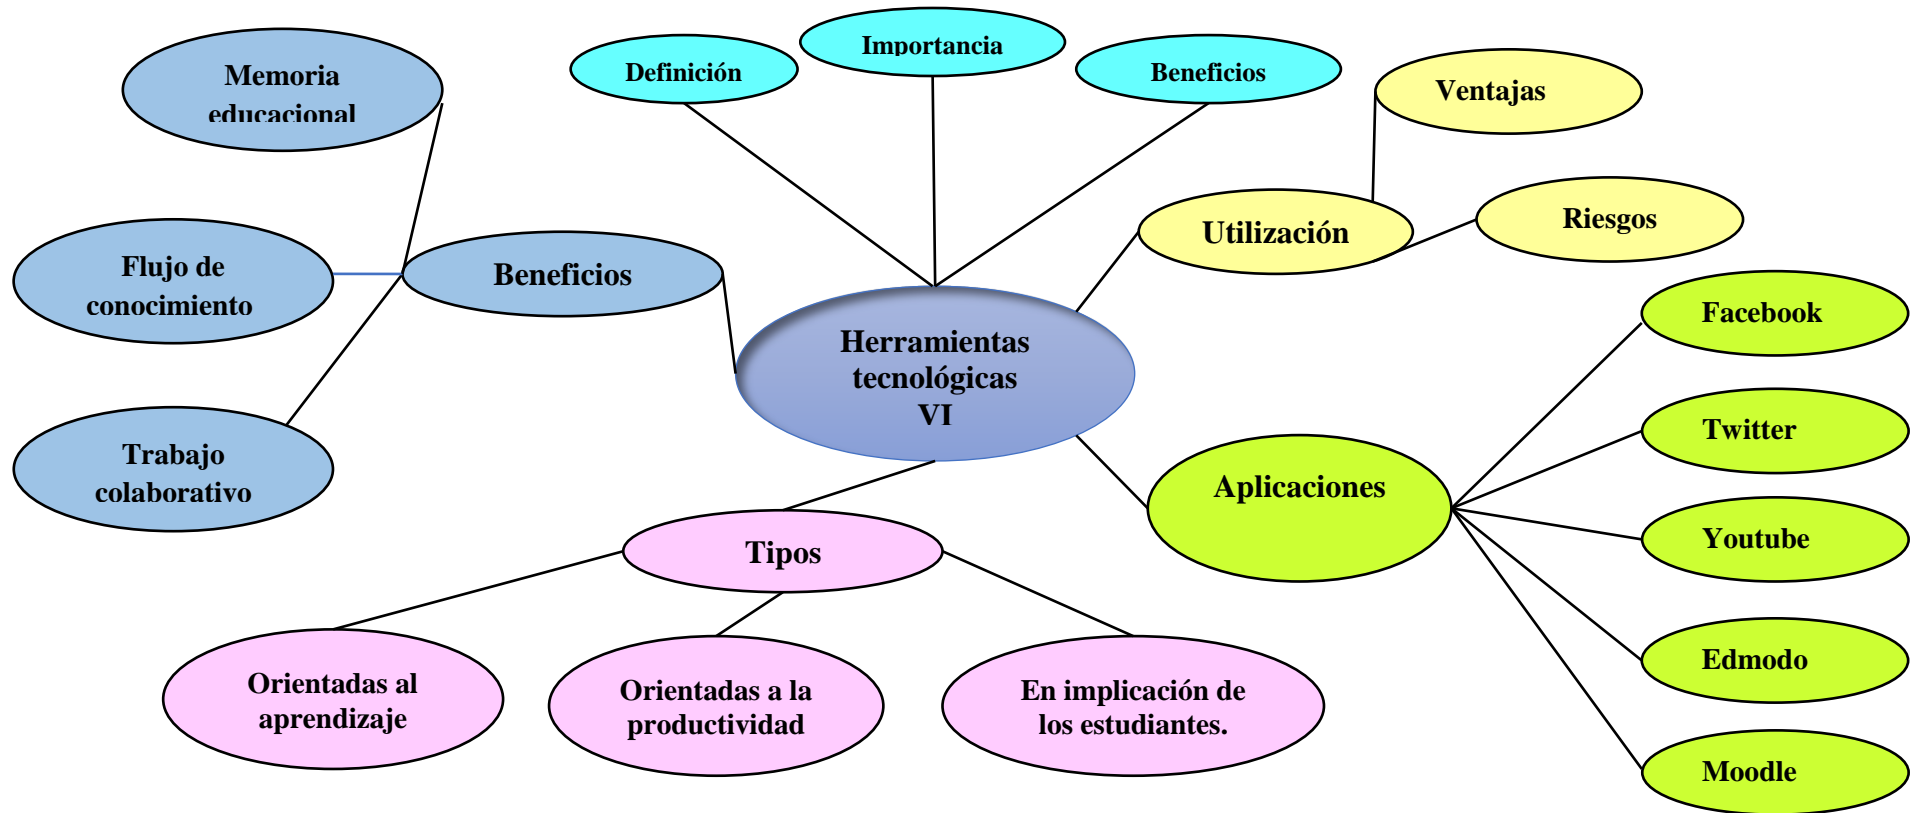 Importancia
Definición
Beneficios
Memoria
educacional
Ventajas
Utilización
Riesgos
Flujo de
conocimiento
Beneficios
Herramientas
tecnológicas
VI
Facebook
Twitter
Trabajo
colaborativo
Aplicaciones
Youtube
Tipos
Edmodo
Orientadas al
aprendizaje
Orientadas a la
productividad
En implicación de
los estudiantes.
Moodle